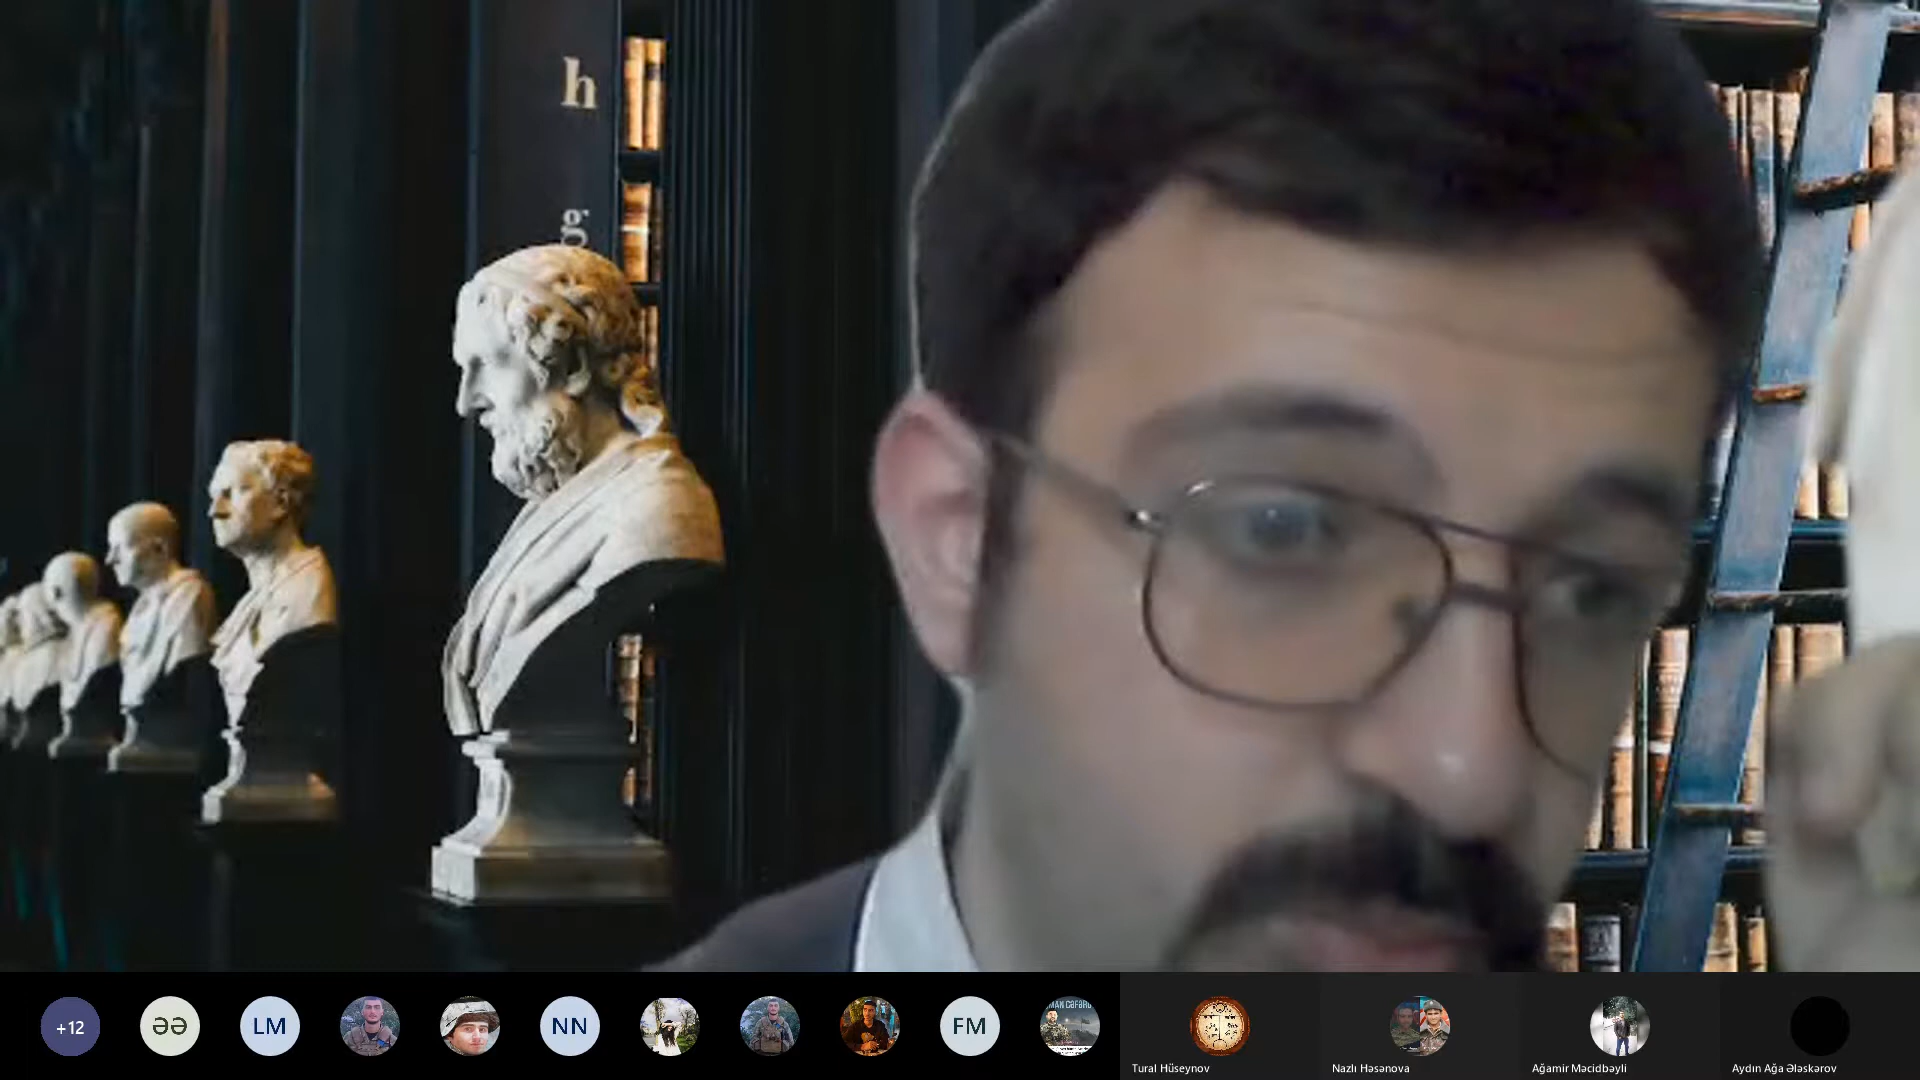 h
g
+12
əə
LM
NN
FM
Tural Hüseynov
Nazlı Həsənova
Ağamir Məcidbəyli
Aydın Ağa Ələskərov